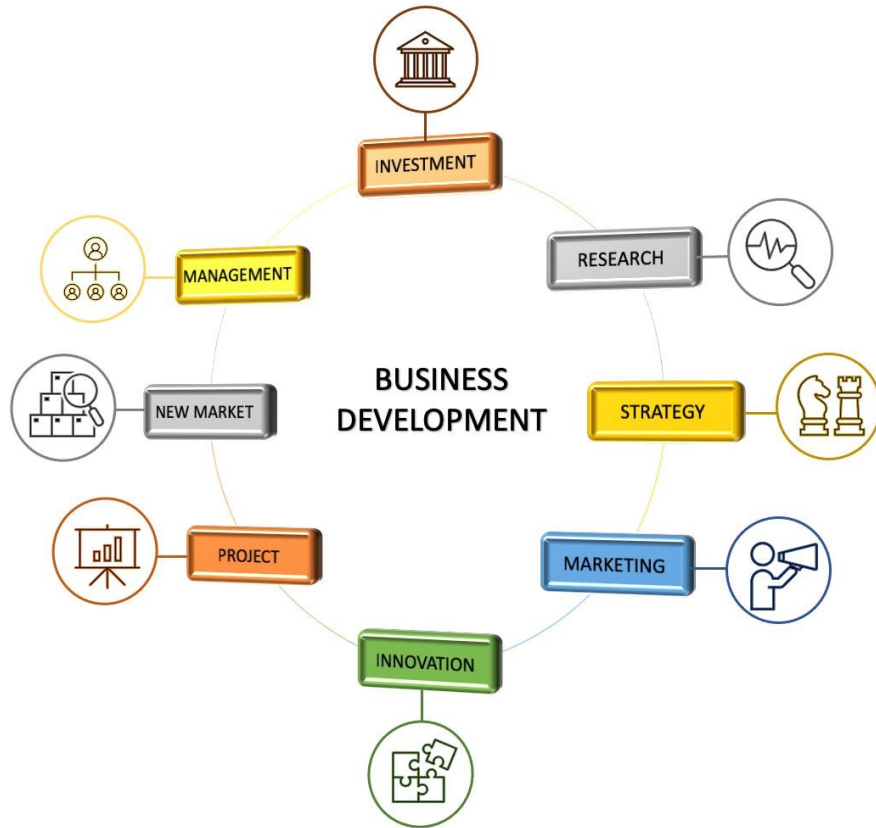 INVESTMENT
RESEARCH
MANAGEMENT
BUSINESS
DEVELOPMENT
NEW MARKET
STRATEGY
PROJECT
MARKETING
INNOVATION